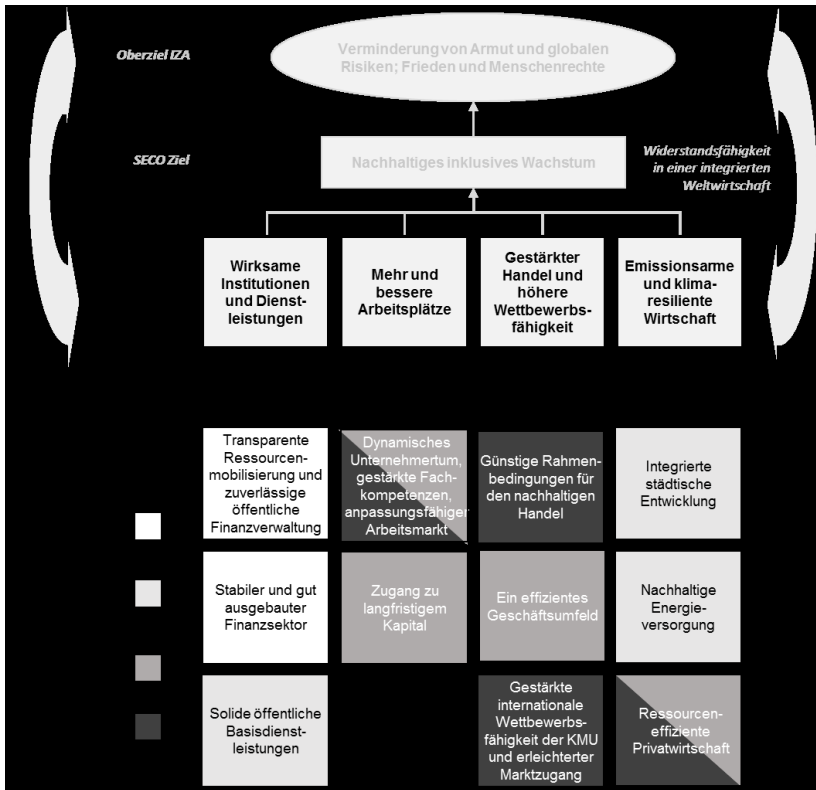 Oberziel IZA
Verminderung von Armut und globalen
Risiken; Frieden und Menschenrechte
SECO Ziel
Nachhaltiges inklusives Wachstum
Widerstandsfähigkeit
in einer integrierten
Weltwirtschaft
Wirksame
Institutionen
und Dienst-
leistungen
Mehr und
bessere
Arbeitsplätze
Gestärkter
Handel und
höhere
Wettbewerbs-
fähigkeit
Emissionsarme
und klima-
resiliente
Wirtschaft
Transparente
Ressourcen-
mobilisierung und
zuverlässige
öffentliche
Finanzverwaltung
Dynamisches
Unternehmertum,
gestärkte Fach-
kompetenzen,
anpassungsfähiger
Arbeitsmarkt
Günstige Rahmen-
bedingungen für
den nachhaltigen
Handel
Integrierte
städtische
Entwicklung
Stabiler und gut
ausgebauter
Finanzsektor
Zugang zu
langfristigem
Kapital
Ein effizientes
Geschäftsumfeld
Nachhaltige
Energie-
versorgung
Solide öffentliche
Basisdienst-
leistungen
Gestärkte
internationale
Wettbewerbs-
fähigkeit der KMU
und erleichterter
Marktzugang
Ressourcen-
effiziente
Privatwirtschaft